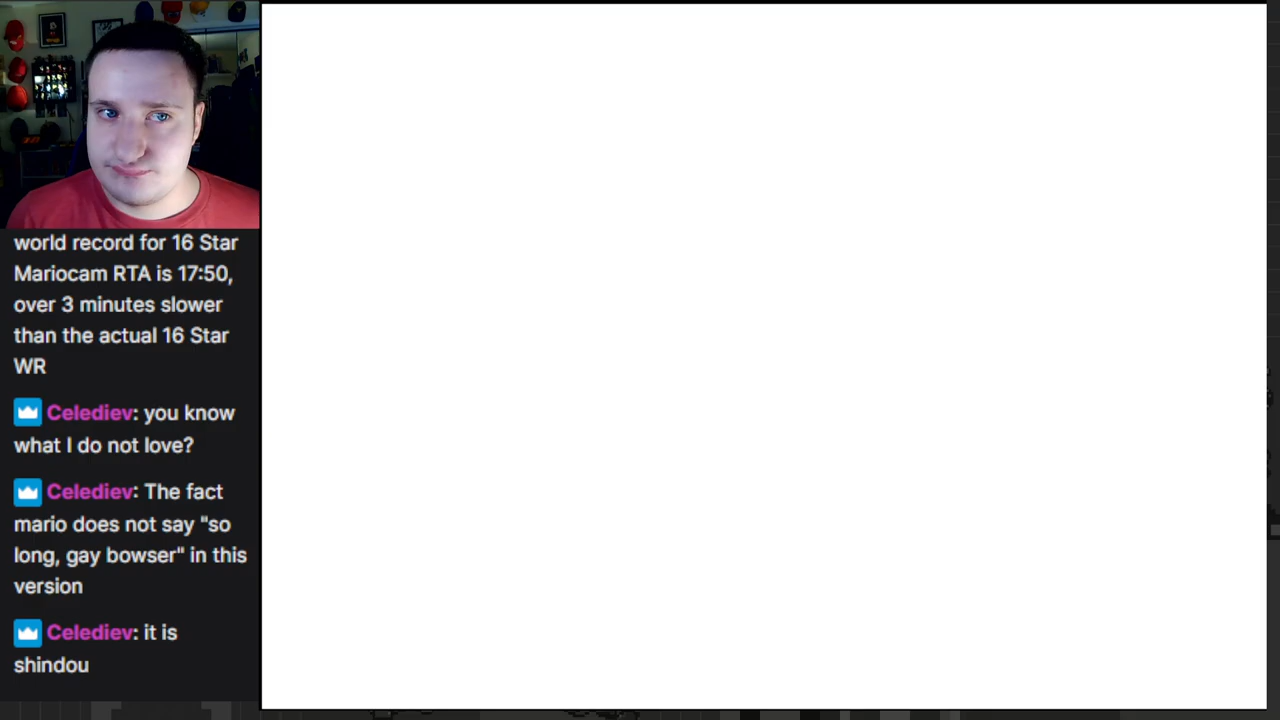 world record for 16 Star
Mariocam RTA is 17:50,
over 3 minutes slower
than the actual 16 Star
WR
Celediev: you know
what I do not love?
Celediev: The fact
mario does not say "so
long, gay bowser" in this
version
Celediev: it is
shindou